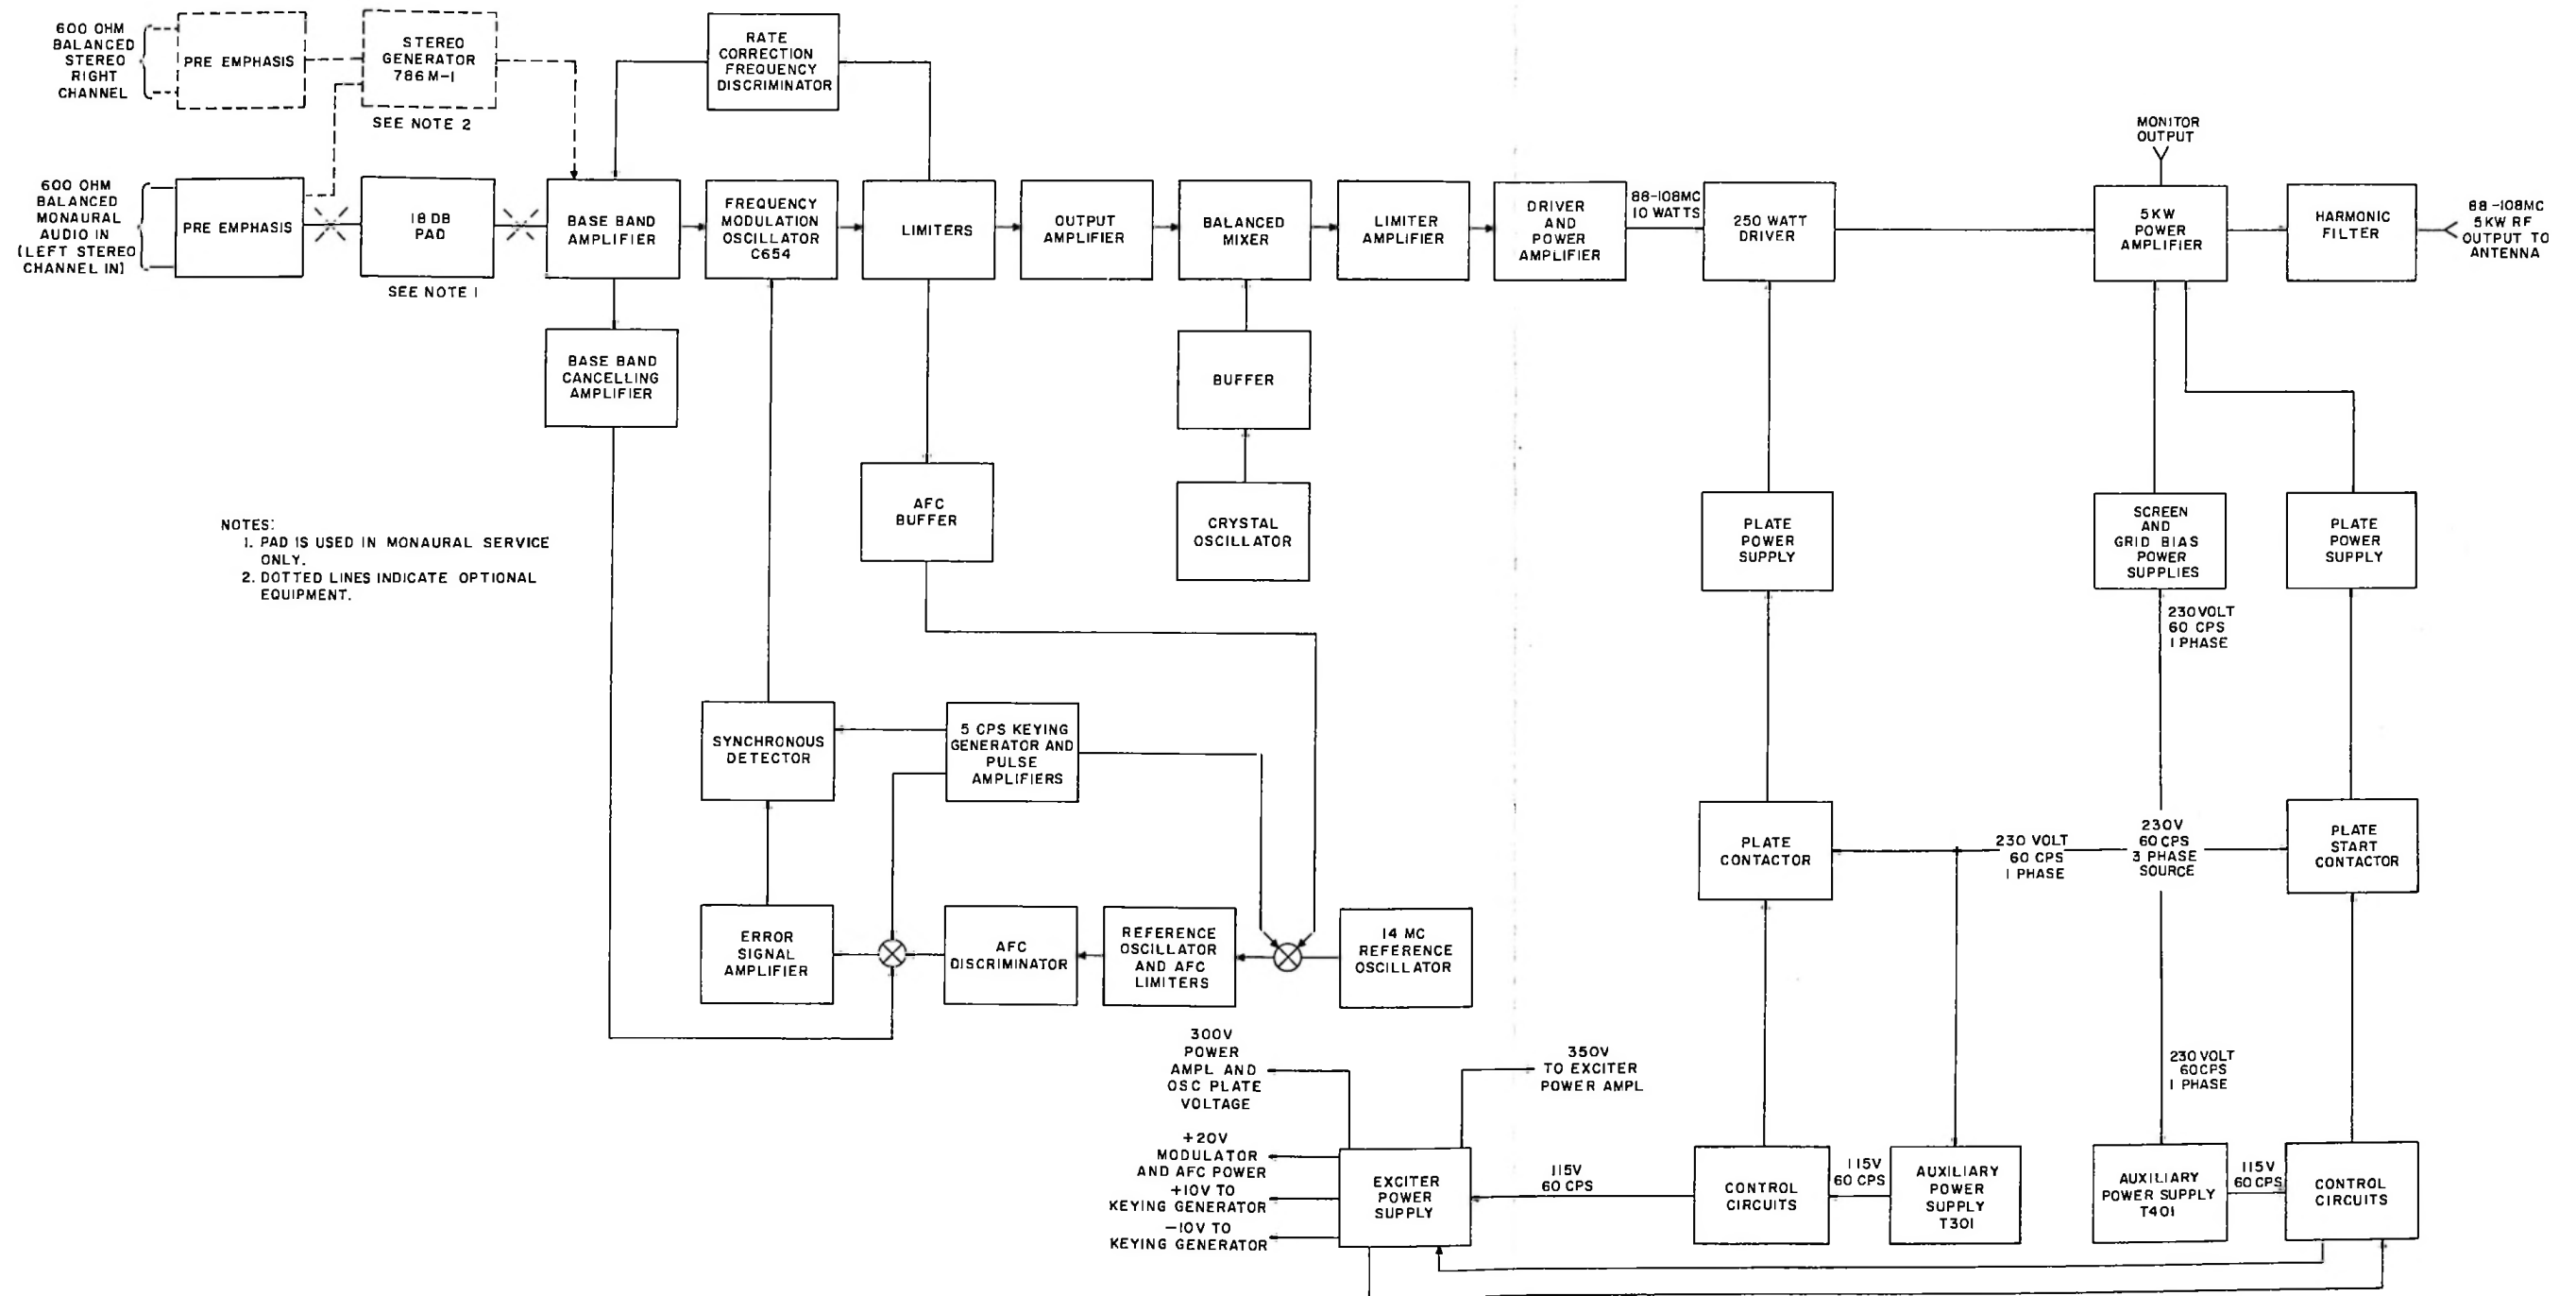 600 OHM
BALANCED
STEREO
RIGHT
CHANNEL
PRE EMPHASIS
STEREO
GENERATOR
786M-1
SEE NOTE 2
RATE
CORRECTION
FREQUENCY
DISCRIMINATOR
600 OHM
BALANCED
MONAURAL
AUDIO IN
(LEFT STEREO
CHANNEL IN)
PRE EMPHASIS
18 DB
PAD
SEE NOTE 1
BASE BAND
AMPLIFIER
FREQUENCY
MODULATION
OSCILLATOR
C654
LIMITERS
OUTPUT
AMPLIFIER
BALANCED
MIXER
LIMITER
AMPLIFIER
DRIVER
AND
POWER
AMPLIFIER
88-108MC
10 WATTS
250 WATT
DRIVER
MONITOR
OUTPUT
5KW
POWER
AMPLIFIER
HARMONIC
FILTER
88-108MC
5KW RF
OUTPUT TO
ANTENNA
BASE BAND
CANCELLING
AMPLIFIER
BUFFER
AFC
BUFFER
CRYSTAL
OSCILLATOR
PLATE
POWER
SUPPLY
SCREEN
AND
GRID BIAS
POWER
SUPPLIES
PLATE
POWER
SUPPLY
NOTES:
1. PAD IS USED IN MONAURAL SERVICE
ONLY.
2. DOTTED LINES INDICATE OPTIONAL
EQUIPMENT.
230VOLT
60 CPS
1 PHASE
SYNCHRONOUS
DETECTOR
5 CPS KEYING
GENERATOR AND
PULSE
AMPLIFIERS
PLATE
CONTACTOR
230 VOLT
60 CPS
1 PHASE
230V
60CPS
3 PHASE
SOURCE
PLATE
START
CONTACTOR
ERROR
SIGNAL
AMPLIFIER
AFC
DISCRIMINATOR
REFERENCE
OSCILLATOR
AND AFC
LIMITERS
14 MC
REFERENCE
OSCILLATOR
300V
POWER
AMPL AND
OSC PLATE
VOLTAGE
350V
TO EXCITER
POWER AMPL
230VOLT
60CPS
1 PHASE
+20V
MODULATOR
AND AFC POWER
+10V TO
KEYING GENERATOR
-10V TO
KEYING GENERATOR
EXCITER
POWER
SUPPLY
115V
60 CPS
CONTROL
CIRCUITS
115V
60 CPS
AUXILIARY
POWER
SUPPLY
T301
AUXILIARY
POWER SUPPLY
T401
115V
60 CPS
CONTROL
CIRCUITS